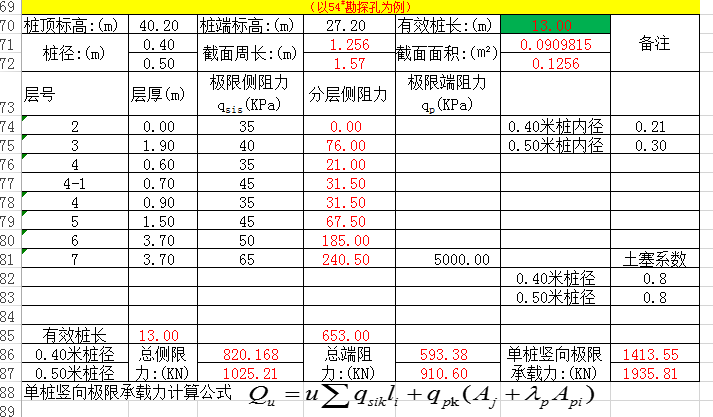 69 (以54#勘探孔为例)
70 桩顶标高:(m) 40.20 桩端标高:(m) 27.20 有效桩长:(m) 13.00 备注
71 桩径:(m) 0.40 截面周长:(m) 1.256 截面面积:(m²) 0.0909815
72 0.50 1.57 0.1256
73 层号 层厚(m) 极限侧阻力 qsis(KPa) 分层侧阻力 极限端阻力 qp(KPa)
74 2 0.00 35 0.00 0.40米桩内径 0.21
75 3 1.90 40 76.00 0.50米桩内径 0.30
76 4 0.60 35 21.00
77 4-1 0.70 45 31.50
78 4 0.90 35 31.50
79 5 1.50 45 67.50
80 6 3.70 50 185.00
81 7 3.70 65 240.50 5000.00 土塞系数
82 0.40米桩径 0.8
83 0.50米桩径 0.8
84
85 有效桩长 13.00 653.00
86 0.40米桩径 总侧限 820.168 总端阻 593.38 单桩竖向极限 1413.55
87 0.50米桩径 力:(KN) 1025.21 力:(KN) 910.60 承载力:(KN) 1935.81
88 单桩竖向极限承载力计算公式 Qu = u∑qsik li + qpk(Aj + λp Api)
89